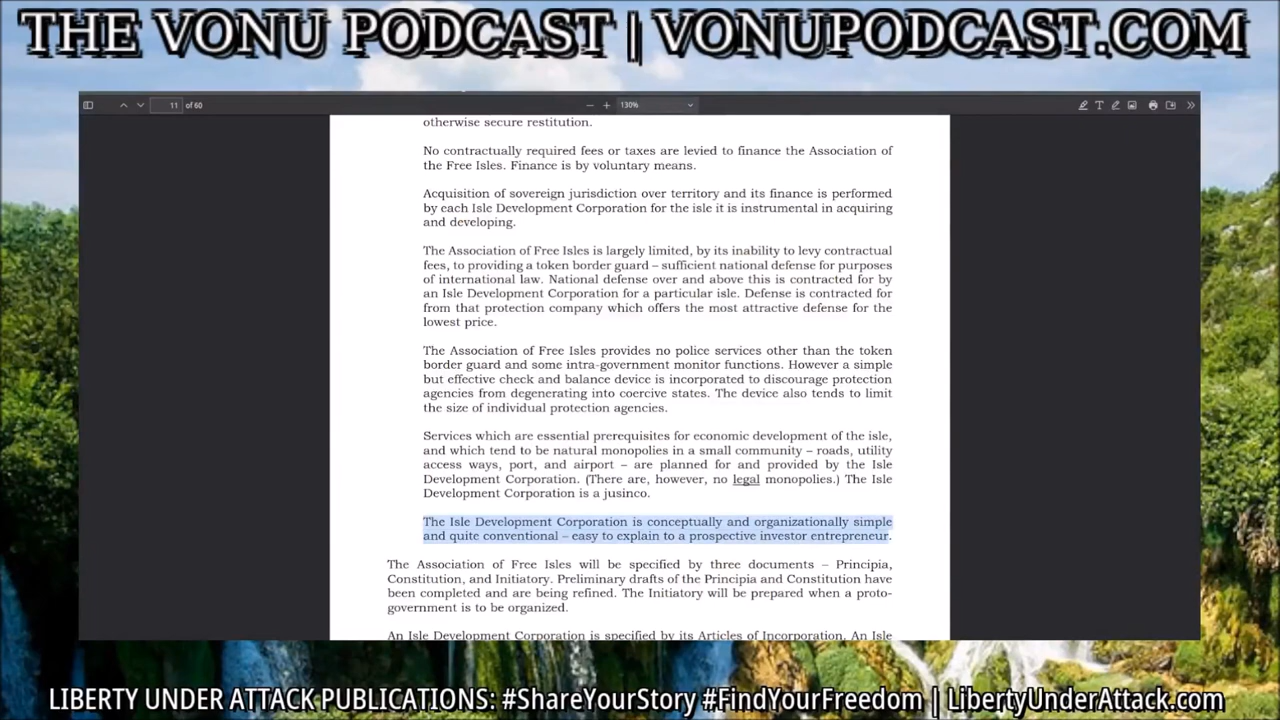 THE VONU PODCAST | VONUPODCAST.COM
11 of 60
130%
otherwise secure restitution.
No contractually required fees or taxes are levied to finance the Association of
the Free Isles. Finance is by voluntary means.
Acquisition of sovereign jurisdiction over territory and its finance is performed
by each Isle Development Corporation for the isle it is instrumental in acquiring
and developing.
The Association of Free Isles is largely limited, by its inability to levy contractual
fees, to providing a token border guard – sufficient national defense for purposes
of international law. National defense over and above this is contracted for by
an Isle Development Corporation for a particular isle. Defense is contracted for
from that protection company which offers the most attractive defense for the
lowest price.
The Association of Free Isles provides no police services other than the token
border guard and some intra-government monitor functions. However a simple
but effective check and balance device is incorporated to discourage protection
agencies from degenerating into coercive states. The device also tends to limit
the size of individual protection agencies.
Services which are essential prerequisites for economic development of the isle,
and which tend to be natural monopolies in a small community – roads, utility
access ways, port, and airport – are planned for and provided by the Isle
Development Corporation. (There are, however, no legal monopolies.) The Isle
Development Corporation is a jusinco.
The Isle Development Corporation is conceptually and organizationally simple
and quite conventional – easy to explain to a prospective investor entrepreneur.
The Association of Free Isles will be specified by three documents – Principia,
Constitution, and Initiatory. Preliminary drafts of the Principia and Constitution have
been completed and are being refined. The Initiatory will be prepared when a proto-
government is to be organized.
An Isle Development Corporation is specified by its Articles of Incorporation. An Isle
LIBERTY UNDER ATTACK PUBLICATIONS: #ShareYourStory #FindYourFreedom | LibertyUnderAttack.com